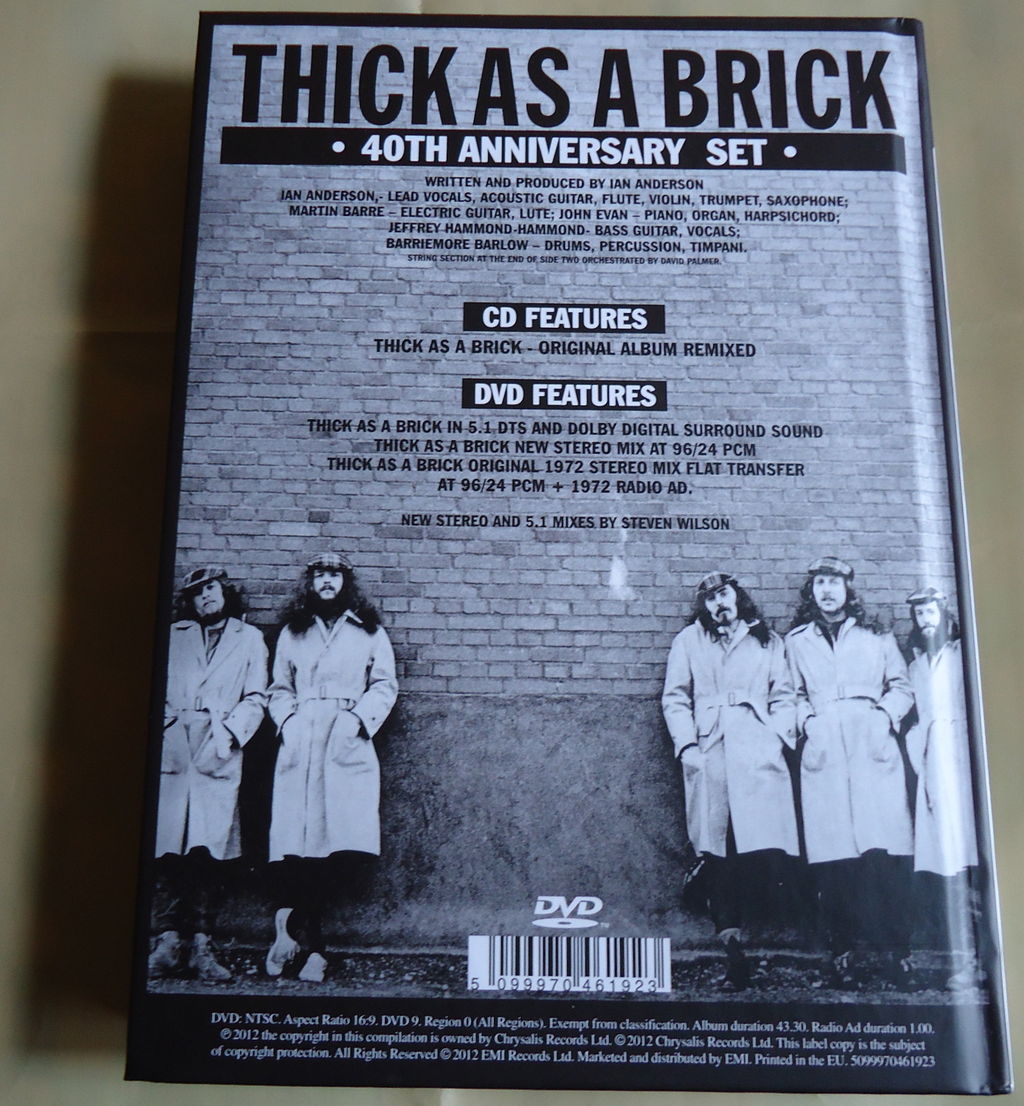 THICK AS A BRICK
• 40TH ANNIVERSARY SET •
WRITTEN AND PRODUCED BY IAN ANDERSON
IAN ANDERSON,- LEAD VOCALS, ACOUSTIC GUITAR, FLUTE, VIOLIN, TRUMPET, SAXOPHONE;
MARTIN BARRE – ELECTRIC GUITAR, LUTE; JOHN EVAN – PIANO, ORGAN, HARPSICHORD;
JEFFREY HAMMOND-HAMMOND- BASS GUITAR, VOCALS;
BARRIEMORE BARLOW – DRUMS, PERCUSSION, TIMPANI.
STRING SECTION AT THE END OF SIDE TWO ORCHESTRATED BY DAVID PALMER.
CD FEATURES
THICK AS A BRICK - ORIGINAL ALBUM REMIXED
DVD FEATURES
THICK AS A BRICK IN 5.1 DTS AND DOLBY DIGITAL SURROUND SOUND
THICK AS A BRICK NEW STEREO MIX AT 96/24 PCM
THICK AS A BRICK ORIGINAL 1972 STEREO MIX FLAT TRANSFER
AT 96/24 PCM + 1972 RADIO AD.
NEW STEREO AND 5.1 MIXES BY STEVEN WILSON
DVD TM
5 099970 461923
DVD: NTSC. Aspect Ratio 16:9. DVD 9. Region 0 (All Regions). Exempt from classification. Album duration 43.30. Radio Ad duration 1.00.
℗ 2012 the copyright in this compilation is owned by Chrysalis Records Ltd. © 2012 Chrysalis Records Ltd. This label copy is the subject
of copyright protection. All Rights Reserved © 2012 EMI Records Ltd. Marketed and distributed by EMI. Printed in the EU. 5099970461923